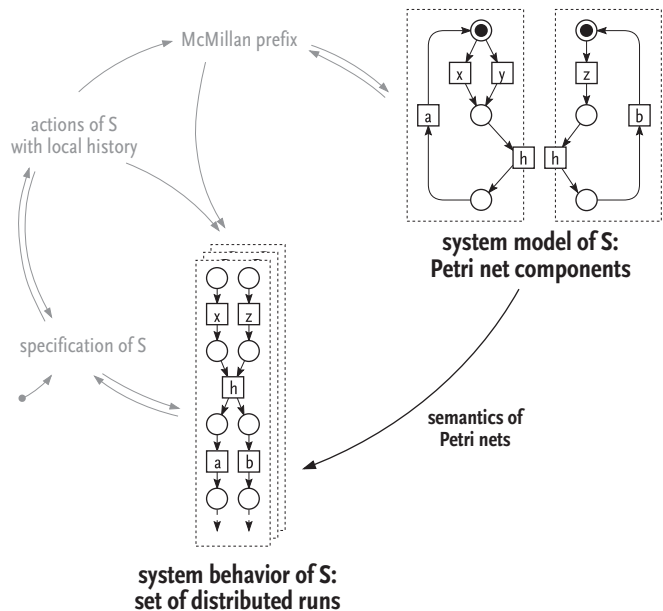 McMillan prefix
x
y
z
a
b
actions of S
with local history
h
h
system model of S:
Petri net components
x
z
specification of S
h
semantics of
Petri nets
a
b
system behavior of S:
set of distributed runs